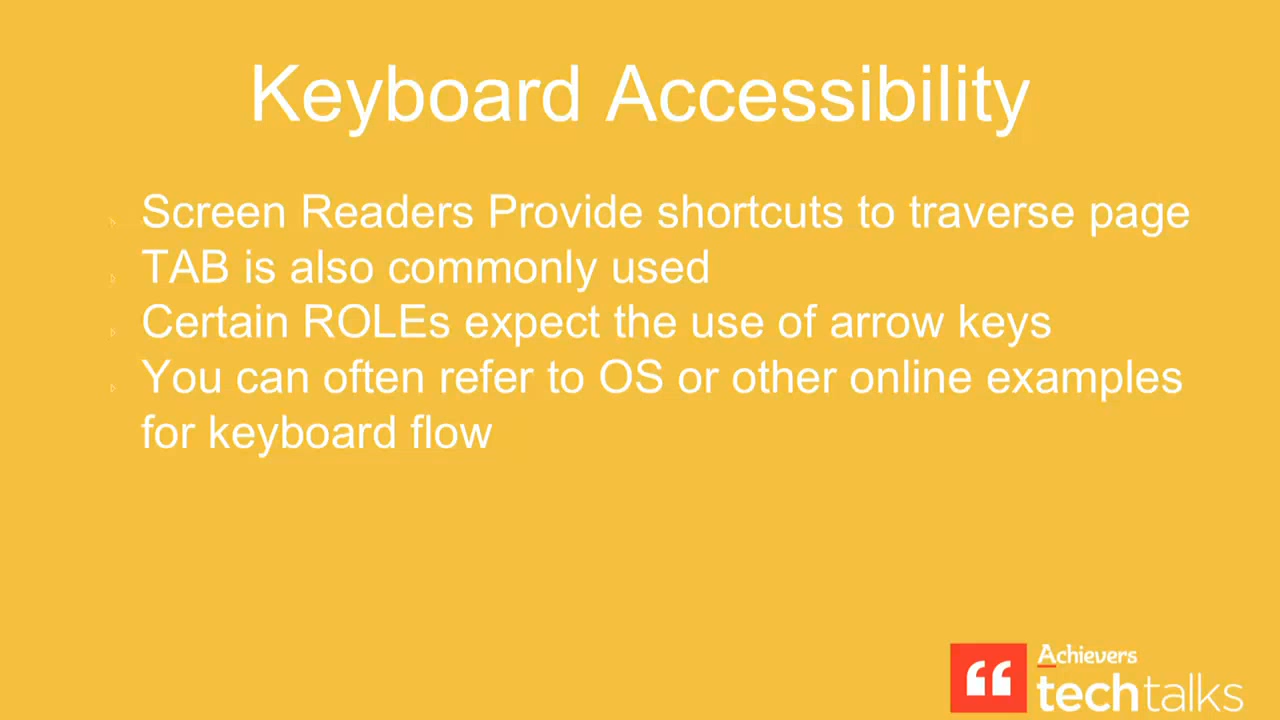 Keyboard Accessibility
Screen Readers Provide shortcuts to traverse page
TAB is also commonly used
Certain ROLEs expect the use of arrow keys
You can often refer to OS or other online examples
for keyboard flow
Achievers
techtalks